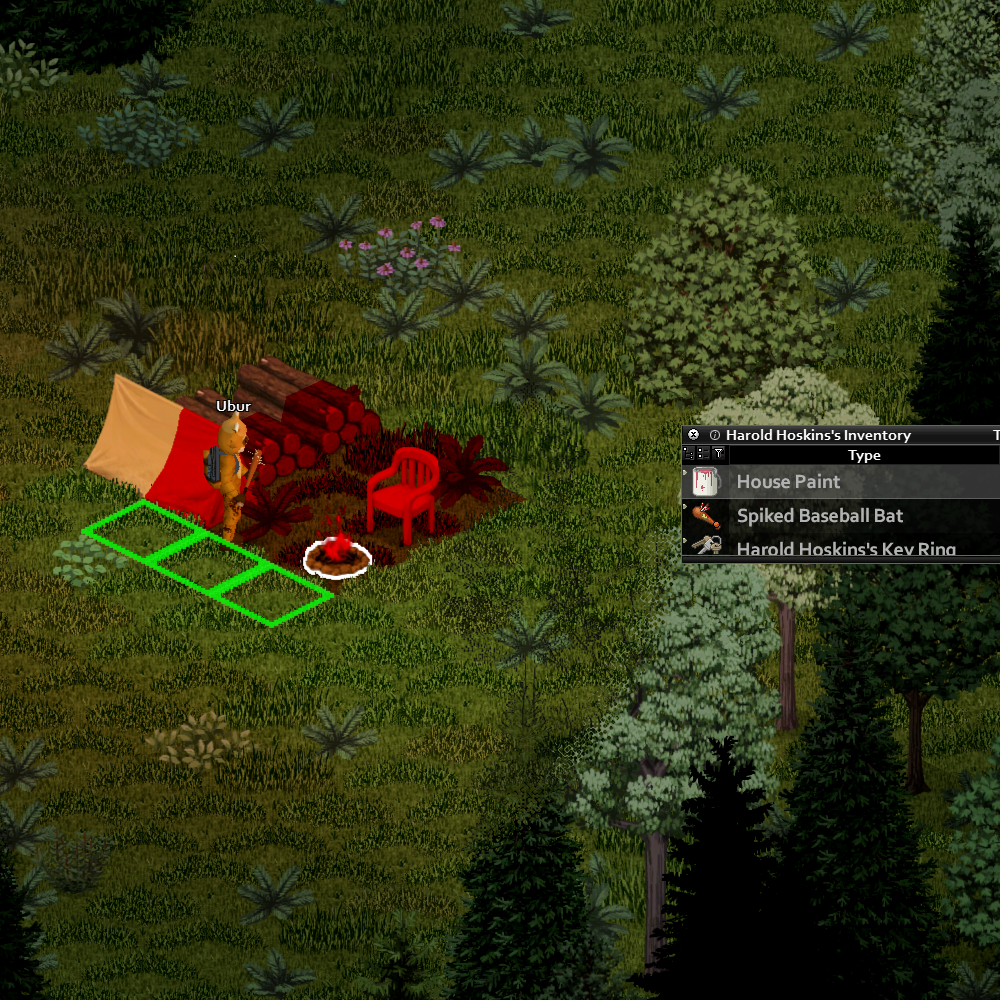 Ubur
Harold Hoskins's Inventory
T
Type
House Paint
Spiked Baseball Bat
Harold Hoskins's Key Ring